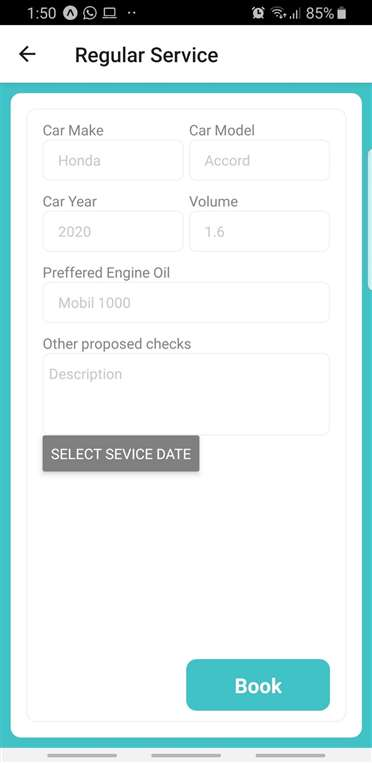 1:50 85%
Regular Service
Car Make Car Model
Honda Accord
Car Year Volume
2020 1.6
Preffered Engine Oil
Mobil 1000
Other proposed checks
Description
SELECT SEVICE DATE
Book